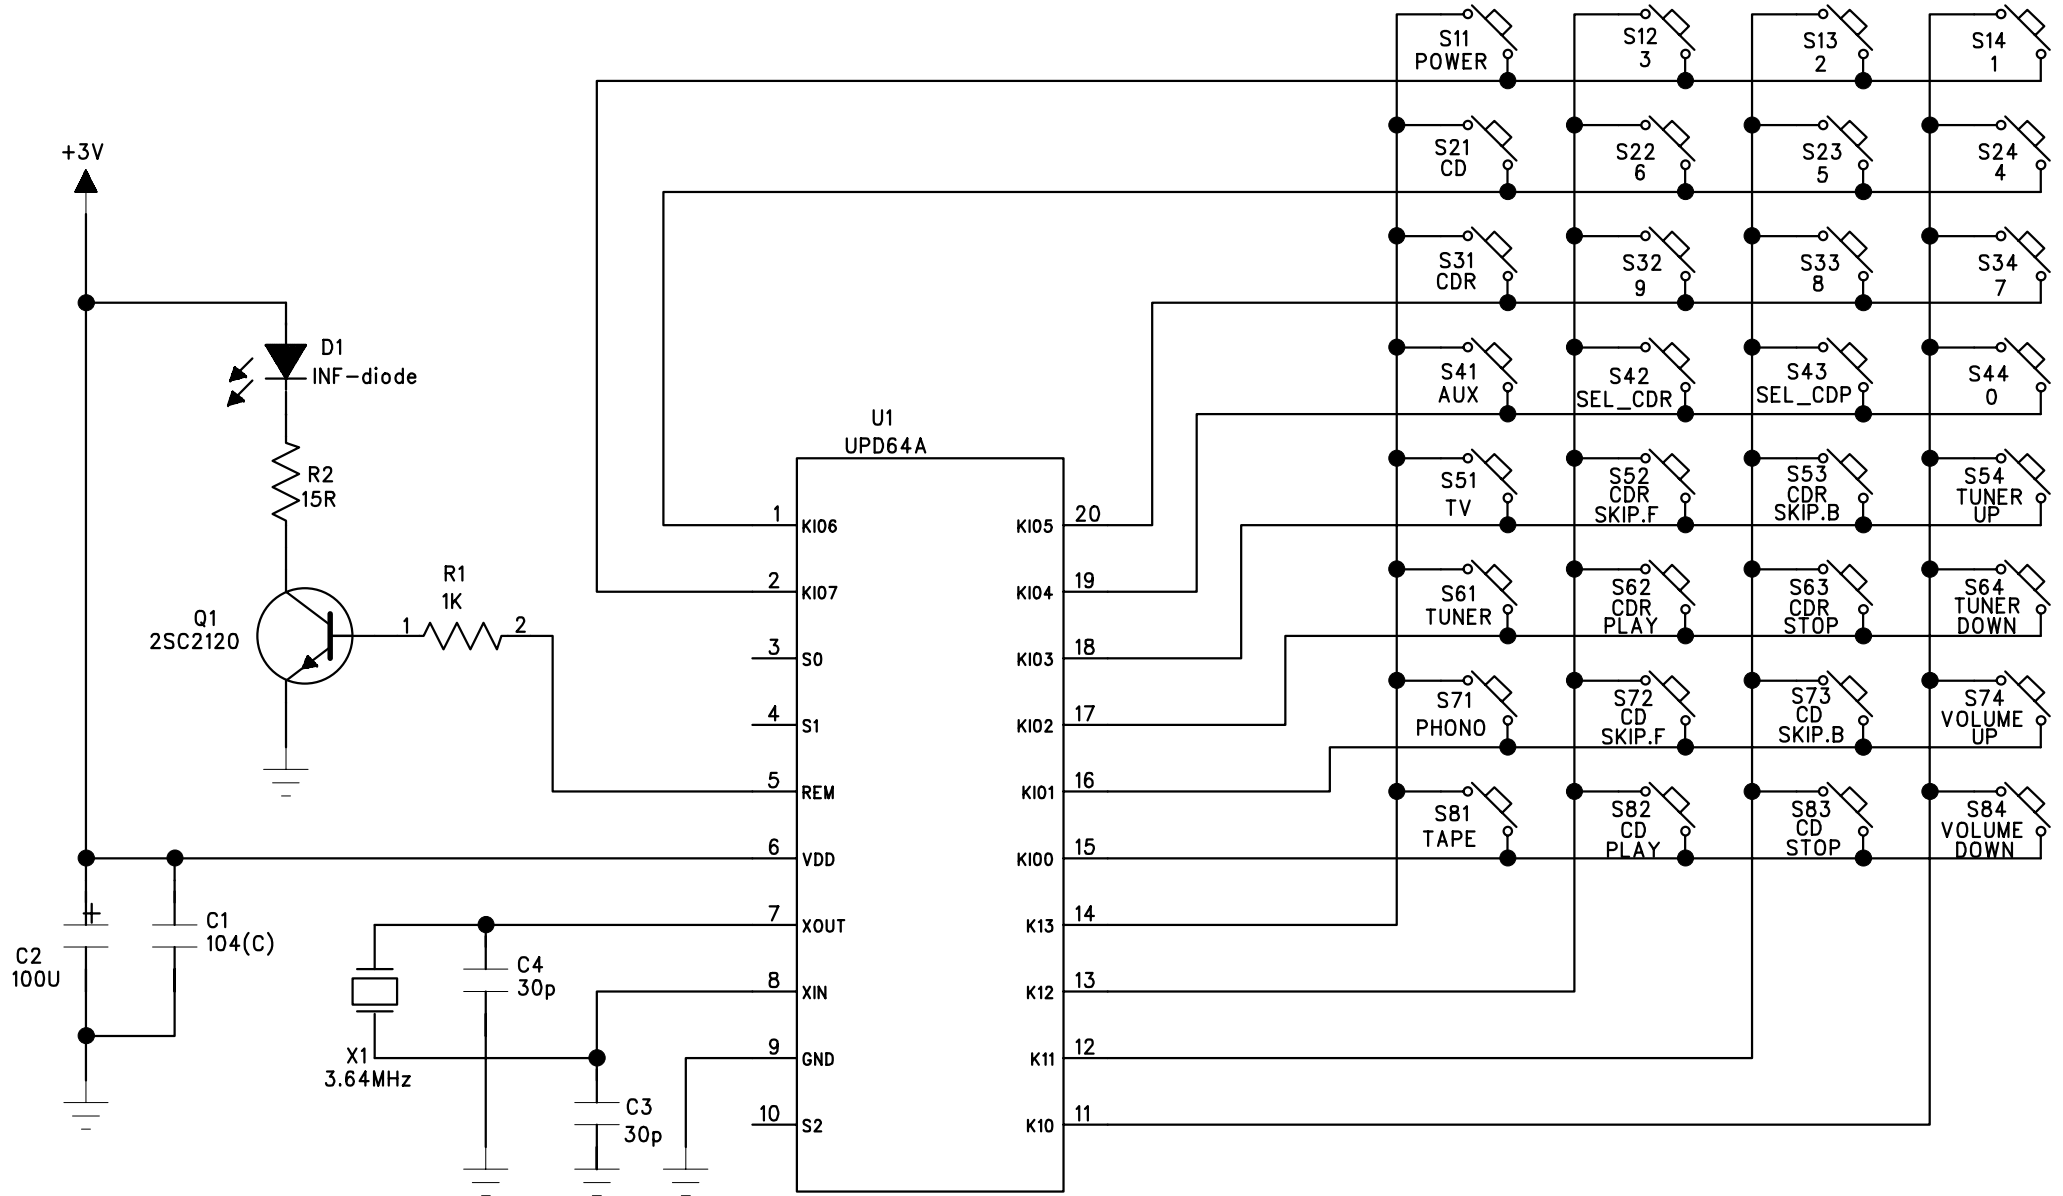 +3V
D1
INF-diode
R2
15R
Q1
2SC2120
R1
1K
1
2
C2
100U
+
C1
104(C)
X1
3.64MHz
C4
30p
C3
30p
U1
UPD64A
1 KI06
2 KI07
3 S0
4 S1
5 REM
6 VDD
7 XOUT
8 XIN
9 GND
10 S2
KI05 20
KI04 19
KI03 18
KI02 17
KI01 16
KI00 15
K13 14
K12 13
K11 12
K10 11
S11
POWER
S12
3
S13
2
S14
1
S21
CD
S22
6
S23
5
S24
4
S31
CDR
S32
9
S33
8
S34
7
S41
AUX
S42
SEL_CDR
S43
SEL_CDP
S44
0
S51
TV
S52
CDR
SKIP.F
S53
CDR
SKIP.B
S54
TUNER
UP
S61
TUNER
S62
CDR
PLAY
S63
CDR
STOP
S64
TUNER
DOWN
S71
PHONO
S72
CD
SKIP.F
S73
CD
SKIP.B
S74
VOLUME
UP
S81
TAPE
S82
CD
PLAY
S83
CD
STOP
S84
VOLUME
DOWN